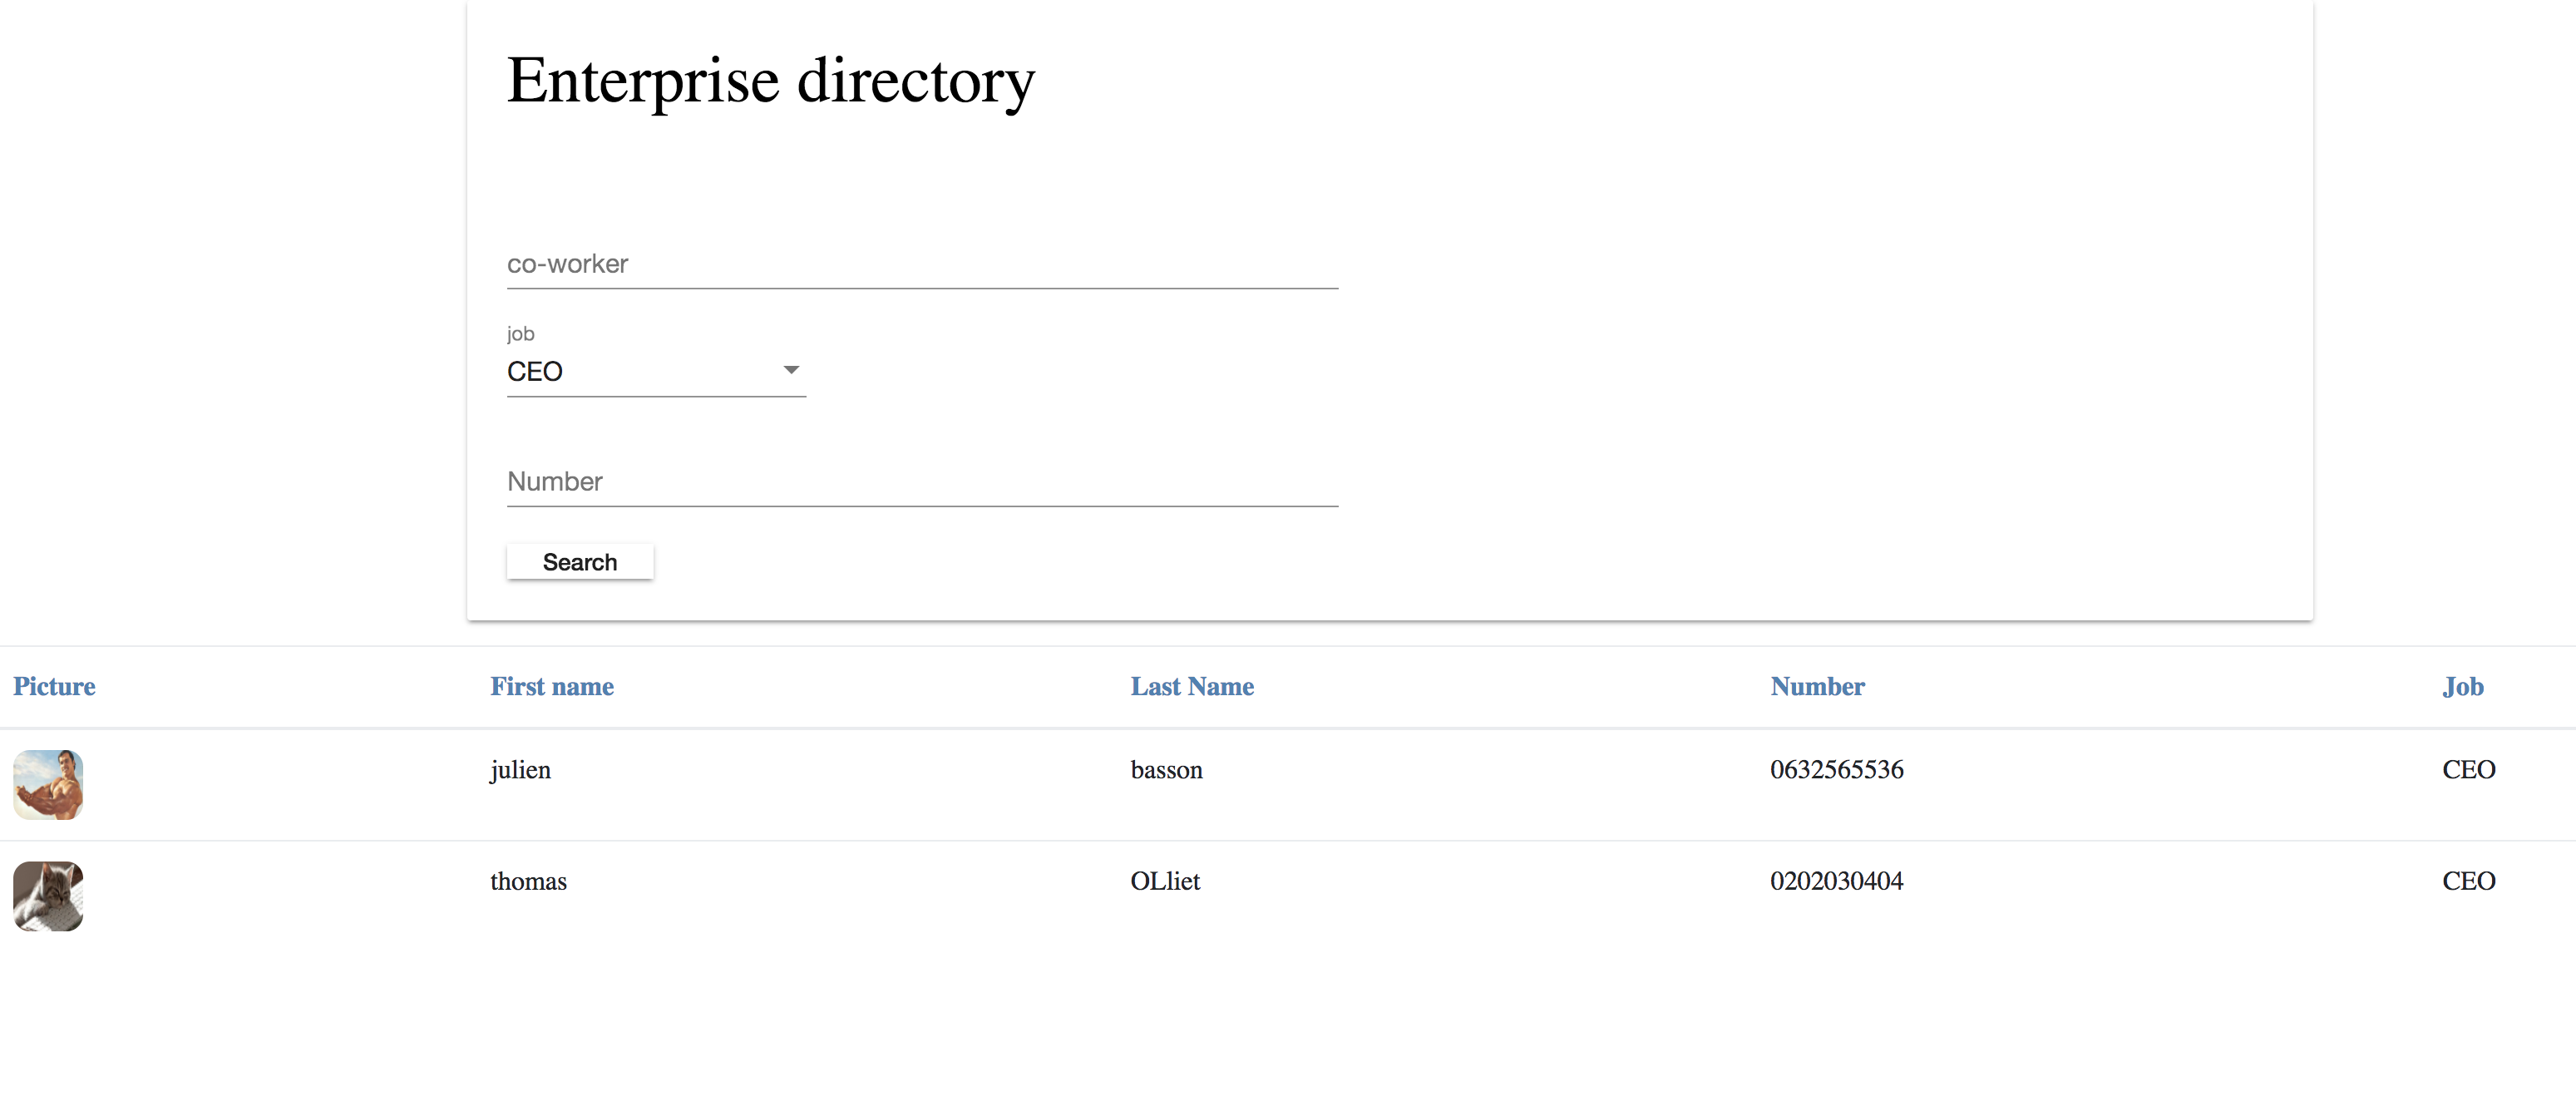 Enterprise directory
co-worker
job
CEO
Number
Search
Picture First name Last Name Number Job
julien basson 0632565536 CEO
thomas OLliet 0202030404 CEO